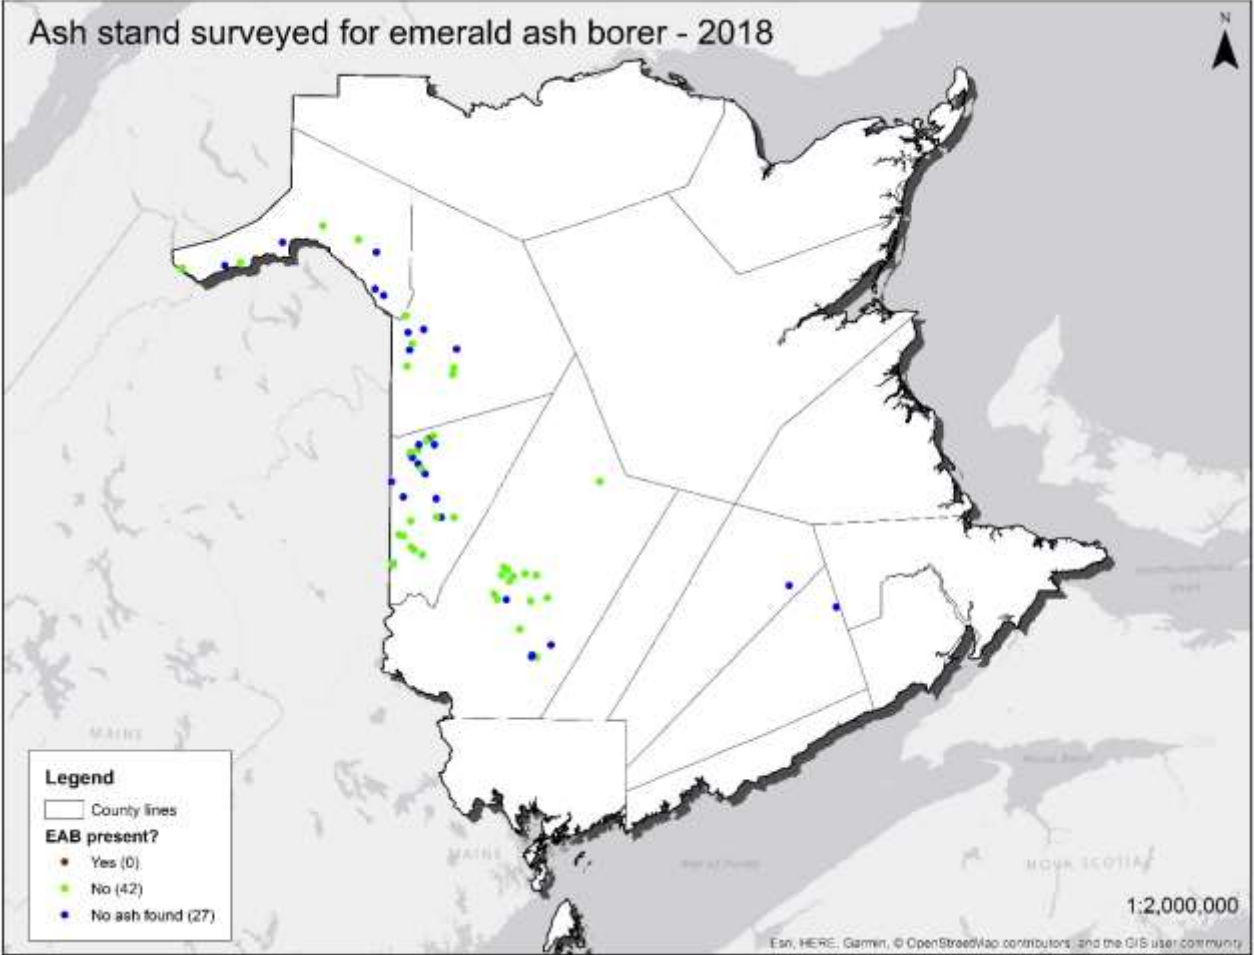 Ash stand surveyed for emerald ash borer - 2018
N
MAINE
MAINE
NOVA SCOTIA
Legend
County lines
EAB present?
Yes (0)
No (42)
No ash found (27)
1:2,000,000
Esri, HERE, Garmin, © OpenStreetMap contributors, and the GIS user community